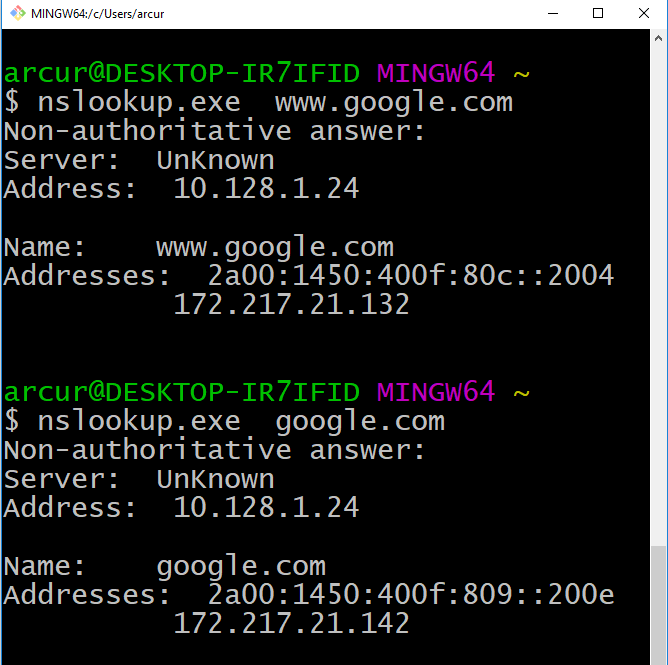 MINGW64:/c/Users/arcur
arcur@DESKTOP-IR7IFID MINGW64 ~
$ nslookup.exe  www.google.com
Non-authoritative answer:
Server:  UnKnown
Address:  10.128.1.24
Name:    www.google.com
Addresses:  2a00:1450:400f:80c::2004
172.217.21.132
arcur@DESKTOP-IR7IFID MINGW64 ~
$ nslookup.exe  google.com
Non-authoritative answer:
Server:  UnKnown
Address:  10.128.1.24
Name:    google.com
Addresses:  2a00:1450:400f:809::200e
172.217.21.142